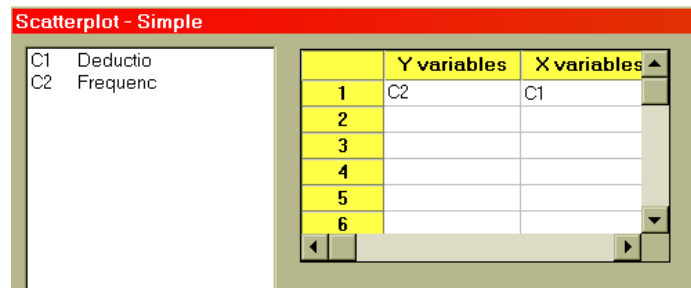 Scatterplot - Simple
C1 Deductio
C2 Frequenc
Y variables X variables
1 C2 C1
2
3
4
5
6